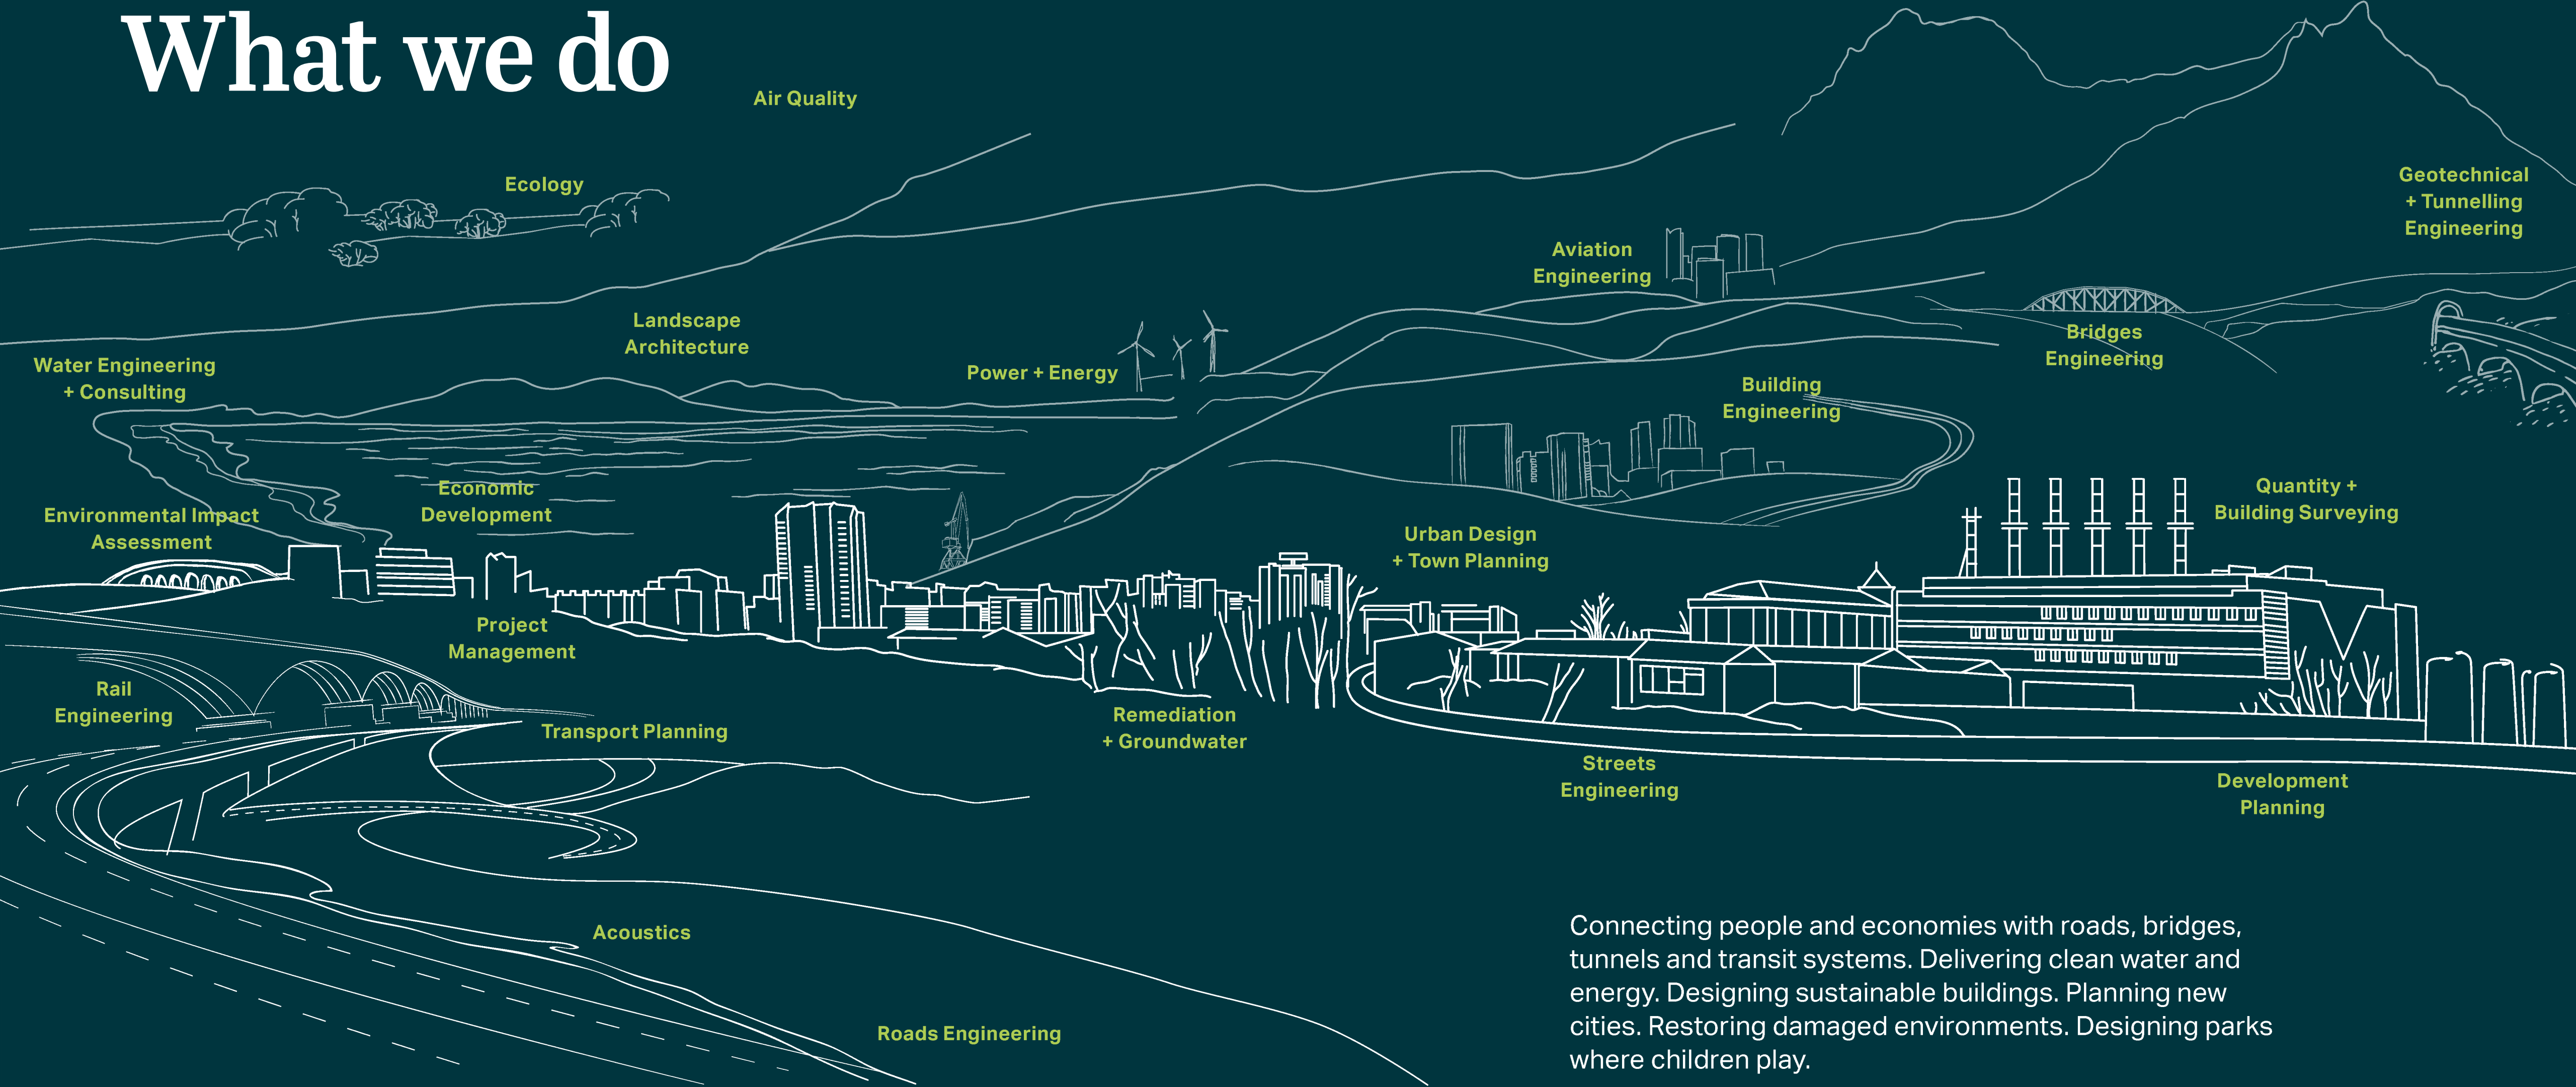 What we do
Air Quality
Ecology
Geotechnical
+ Tunnelling
Engineering
Aviation
Engineering
Landscape
Architecture
Bridges
Engineering
Water Engineering
+ Consulting
Power + Energy
Building
Engineering
Economic
Development
Environmental Impact
Assessment
Quantity +
Building Surveying
Urban Design
+ Town Planning
Project
Management
Rail
Engineering
Transport Planning
Remediation
+ Groundwater
Streets
Engineering
Development
Planning
Acoustics
Roads Engineering
Connecting people and economies with roads, bridges,
tunnels and transit systems. Delivering clean water and
energy. Designing sustainable buildings. Planning new
cities. Restoring damaged environments. Designing parks
where children play.